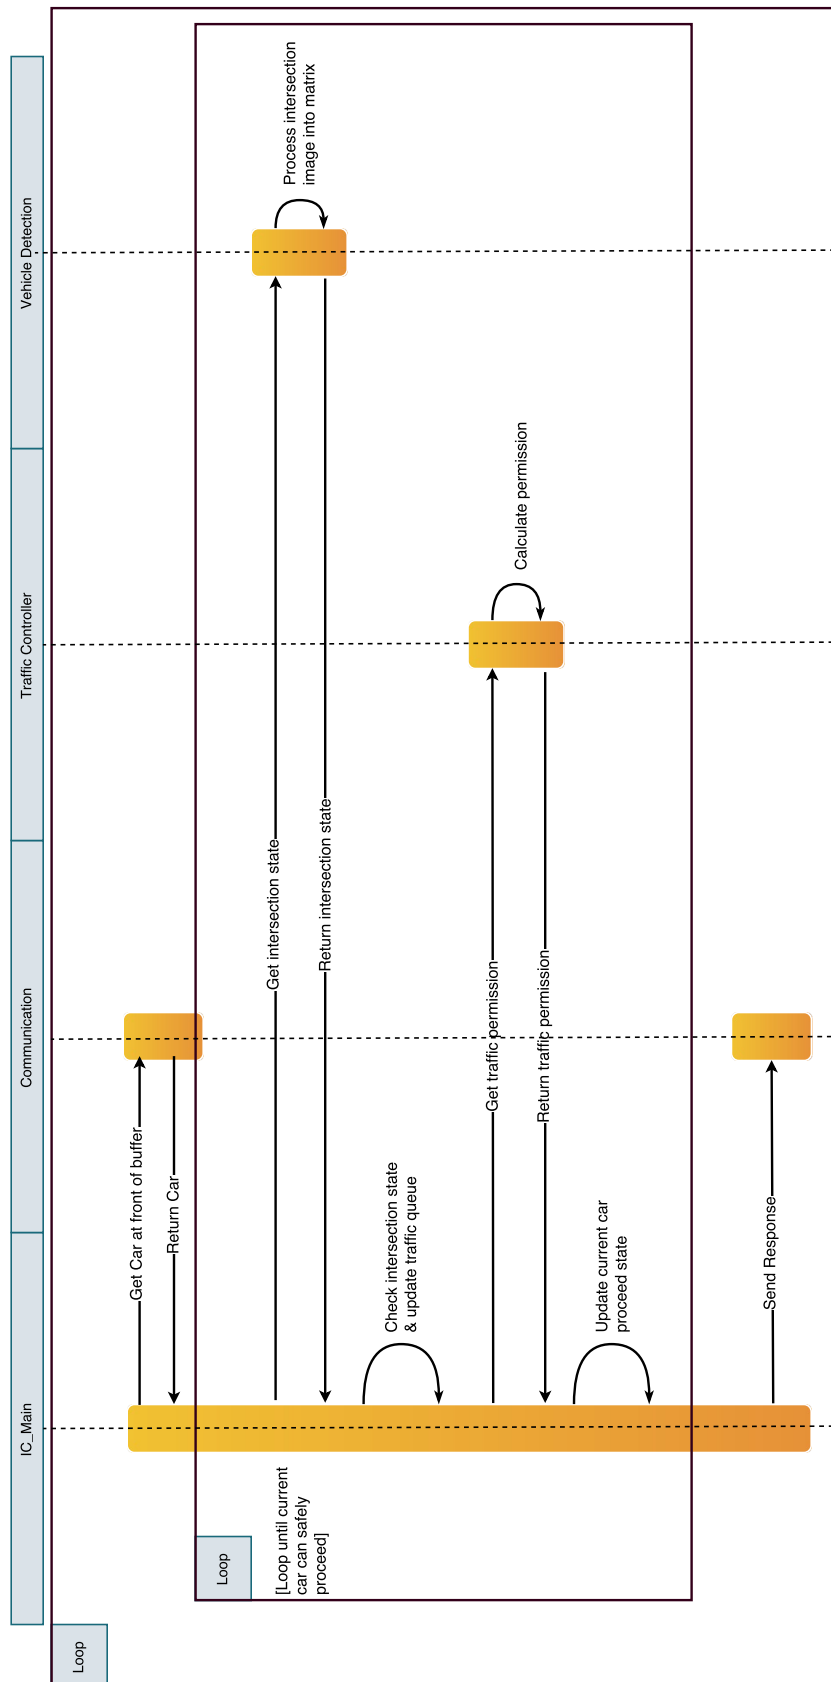 IC_Main
Communication
Traffic Controller
Vehicle Detection
Loop
Get Car at front of buffer
Return Car
Loop
[Loop until current
car can safely
proceed]
Get intersection state
Process intersection
image into matrix
Return intersection state
Check intersection state
& update traffic queue
Get traffic permission
Calculate permission
Return traffic permission
Update current car
proceed state
Send Response